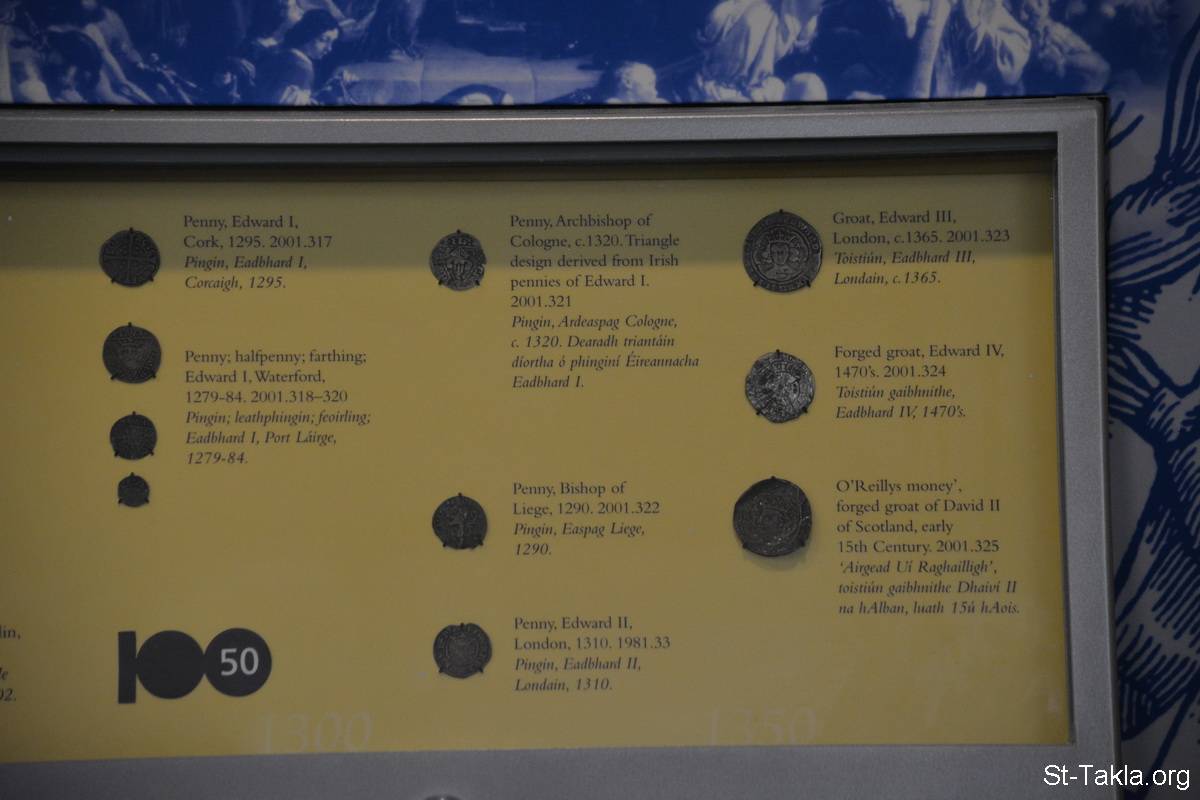 Penny, Edward I,
Cork, 1295. 2001.317
Pingin, Eadbhard I,
Corcaigh, 1295.
Penny; halfpenny; farthing;
Edward I, Waterford,
1279-84. 2001.318–320
Pingin; leathphingin; feoirling;
Eadbhard I, Port Láirge,
1279-84.
lin,
le
92.
50
1300
Penny, Archbishop of
Cologne, c.1320. Triangle
design derived from Irish
pennies of Edward I.
2001.321
Pingin, Ardeaspag Cologne,
c. 1320. Dearadh triantáin
díortha ó phinginí Éireannacha
Eadbhard I.
Penny, Bishop of
Liege, 1290. 2001.322
Pingin, Easpag Liege,
1290.
Penny, Edward II,
London, 1310. 1981.33
Pingin, Eadbhard II,
Londain, 1310.
Groat, Edward III,
London, c.1365. 2001.323
Toistiún, Eadbhard III,
Londain, c.1365.
Forged groat, Edward IV,
1470's. 2001.324
Toistiún gaibhnithe,
Eadbhard IV, 1470's.
O'Reillys money',
forged groat of David II
of Scotland, early
15th Century. 2001.325
'Airgead Uí Raghailligh',
toistiún gaibhnithe Dhaiví II
na hAlban, luath 15ú hAois.
1350
St-Takla.org